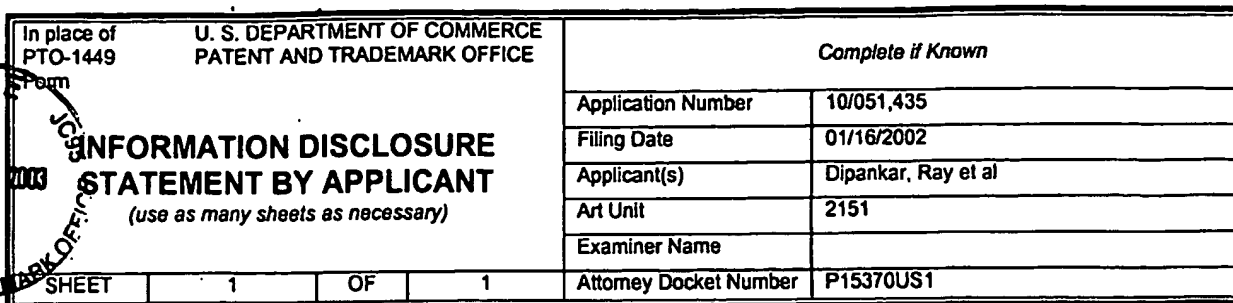 In place of
PTO-1449
Form
U. S. DEPARTMENT OF COMMERCE
PATENT AND TRADEMARK OFFICE
INFORMATION DISCLOSURE
STATEMENT BY APPLICANT
(use as many sheets as necessary)
SHEET 1 OF 1
Complete if Known
Application Number 10/051,435
Filing Date 01/16/2002
Applicant(s) Dipankar, Ray et al
Art Unit 2151
Examiner Name
Attorney Docket Number P15370US1
2003